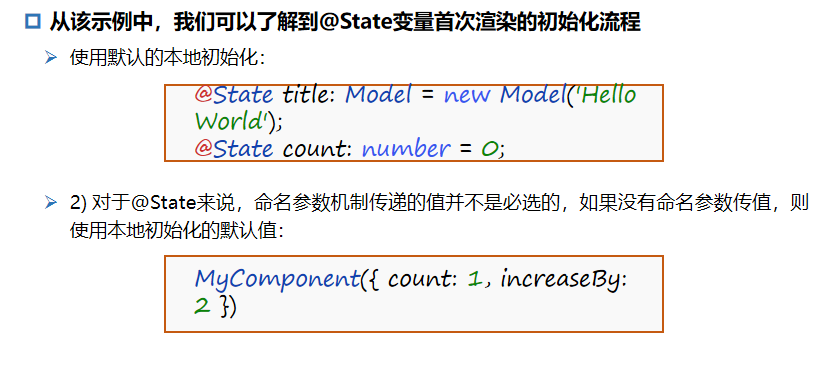 从该示例中，我们可以了解到@State变量首次渲染的初始化流程
使用默认的本地初始化：
@State title: Model = new Model('Hello
World');
@State count: number = 0;
2) 对于@State来说，命名参数机制传递的值并不是必选的，如果没有命名参数传值，则
使用本地初始化的默认值：
MyComponent({ count: 1, increaseBy:
2 })